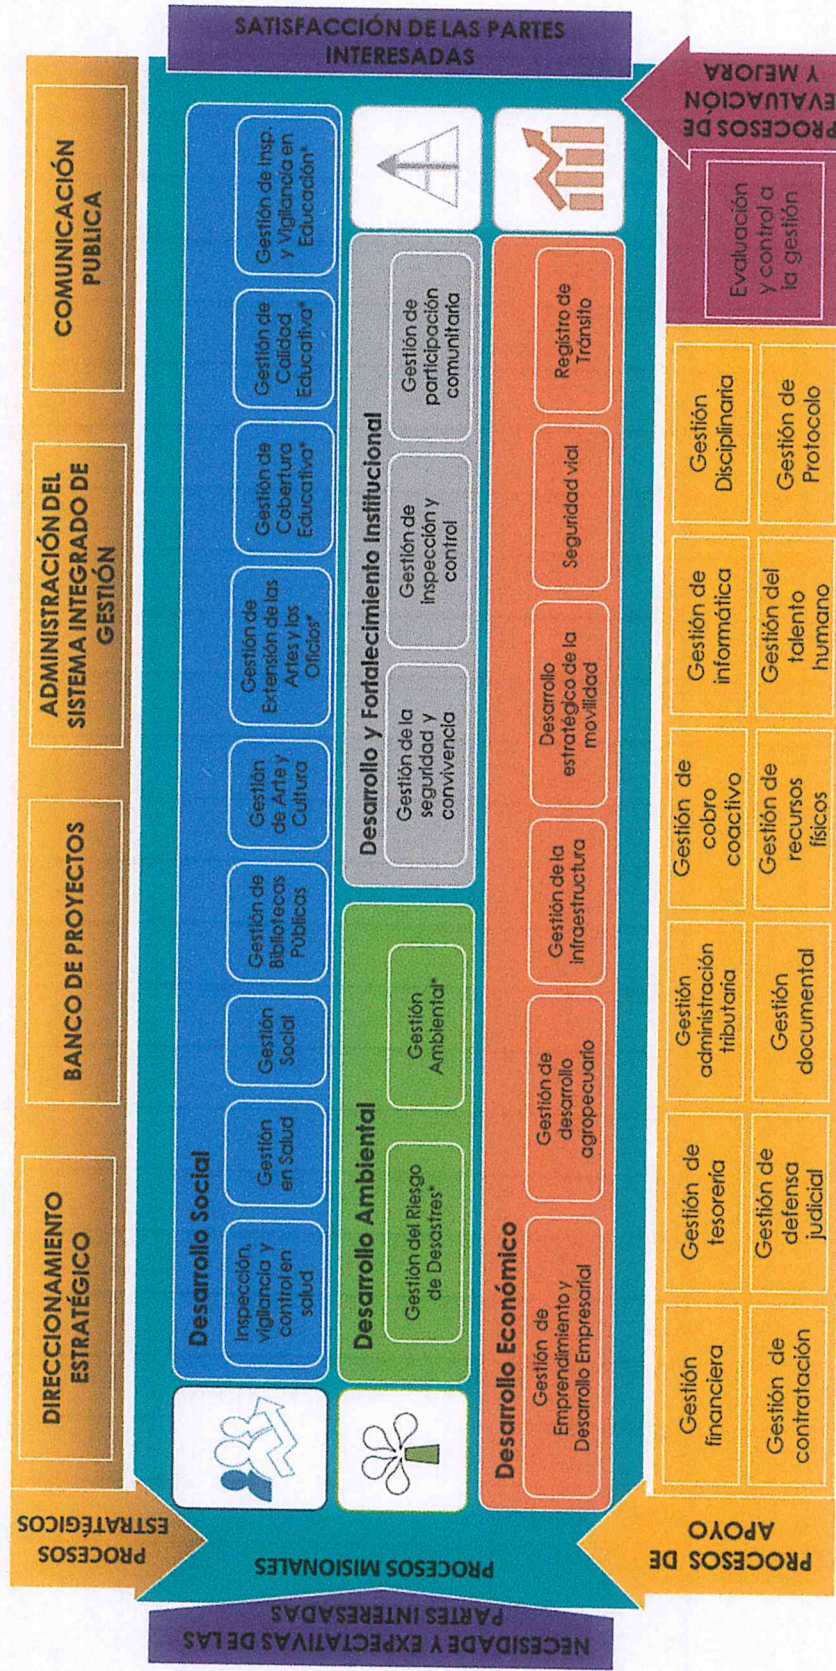 NECESIDADE Y EXPECTATIVAS DE LAS
PARTES INTERESADAS
PROCESOS
ESTRATÉGICOS
DIRECCIONAMIENTO
ESTRATÉGICO
BANCO DE PROYECTOS
ADMINISTRACIÓN DEL
SISTEMA INTEGRADO DE
GESTIÓN
COMUNICACIÓN
PUBLICA
PROCESOS MISIONALES
Desarrollo Social
Inspección,
vigilancia y
control en
salud
Gestión
en Salud
Gestión
Social
Gestión de
Bibliotecas
Públicas
Gestión
de Arte y
Cultura
Gestión de
Extensión de las
Artes y los
Oficios*
Gestión de
Cobertura
Educativa*
Gestión de
Calidad
Educativa*
Gestión de Insp.
y Vigilancia en
Educación*
Desarrollo Ambiental
Gestión del Riesgo
de Desastres*
Gestión
Ambiental*
Desarrollo y Fortalecimiento Institucional
Gestión de la
seguridad y
convivencia
Gestión de
inspección y
control
Gestión de
participación
comunitaria
Desarrollo Económico
Gestión de
Emprendimiento y
Desarrollo Empresarial
Gestión de
desarrollo
agropecuario
Gestión de la
infraestructura
Desarrollo
estratégico de la
movilidad
Seguridad vial
Registro de
Tránsito
SATISFACCIÓN DE LAS PARTES
INTERESADAS
PROCESOS DE
APOYO
Gestión
financiera
Gestión de
tesorería
Gestión
administración
tributaria
Gestión de
cobro
coactivo
Gestión de
informática
Gestión
Disciplinaria
Gestión de
contratación
Gestión de
defensa
judicial
Gestión
documental
Gestión de
recursos
físicos
Gestión del
talento
humano
Gestión de
Protocolo
Evaluación
y control a
la gestión
PROCESOS DE
EVALUACIÓN
Y MEJORA